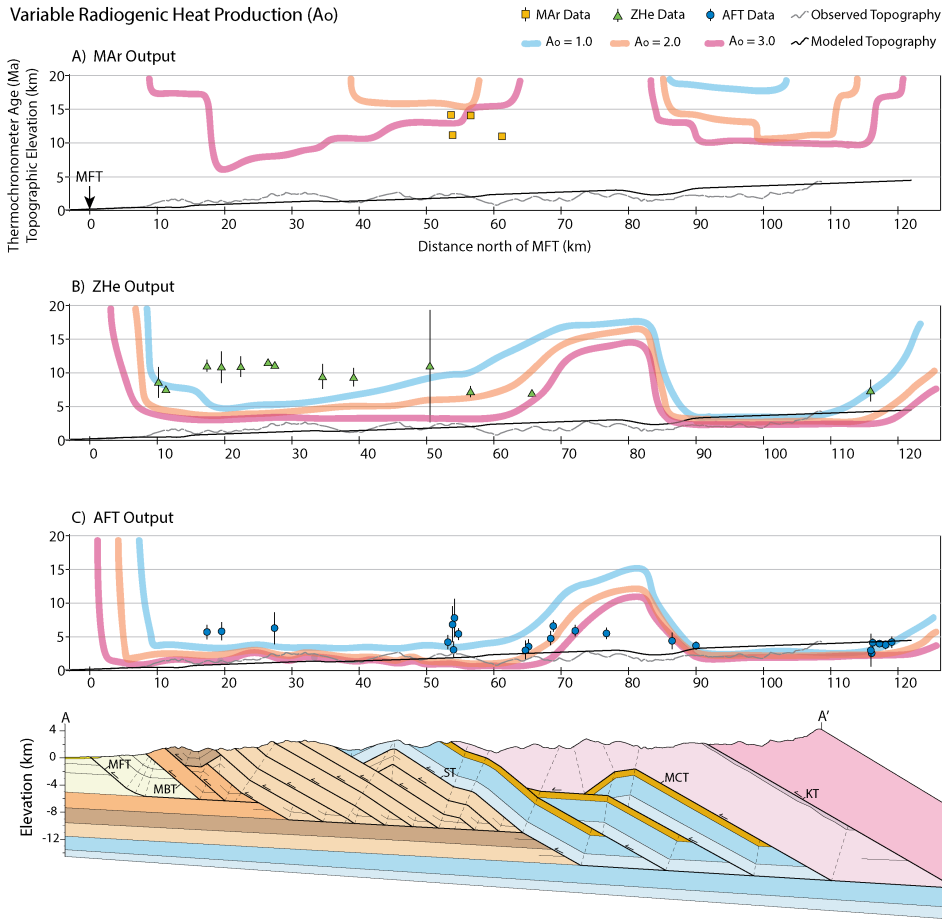 Variable Radiogenic Heat Production (Ao)
MAr Data
ZHe Data
AFT Data
Observed Topography
Ao = 1.0
Ao = 2.0
Ao = 3.0
Modeled Topography
A) MAr Output
Thermochronometer Age (Ma)
Topographic Elevation (km)
20
15
10
5
0
MFT
0 10 20 30 40 50 60 70 80 90 100 110 120
Distance north of MFT (km)
B) ZHe Output
20
15
10
5
0
0 10 20 30 40 50 60 70 80 90 100 110 120
C) AFT Output
20
15
10
5
0
0 10 20 30 40 50 60 70 80 90 100 110 120
A
A'
Elevation (km)
4
0
-4
-8
-12
MFT
MBT
ST
MCT
KT